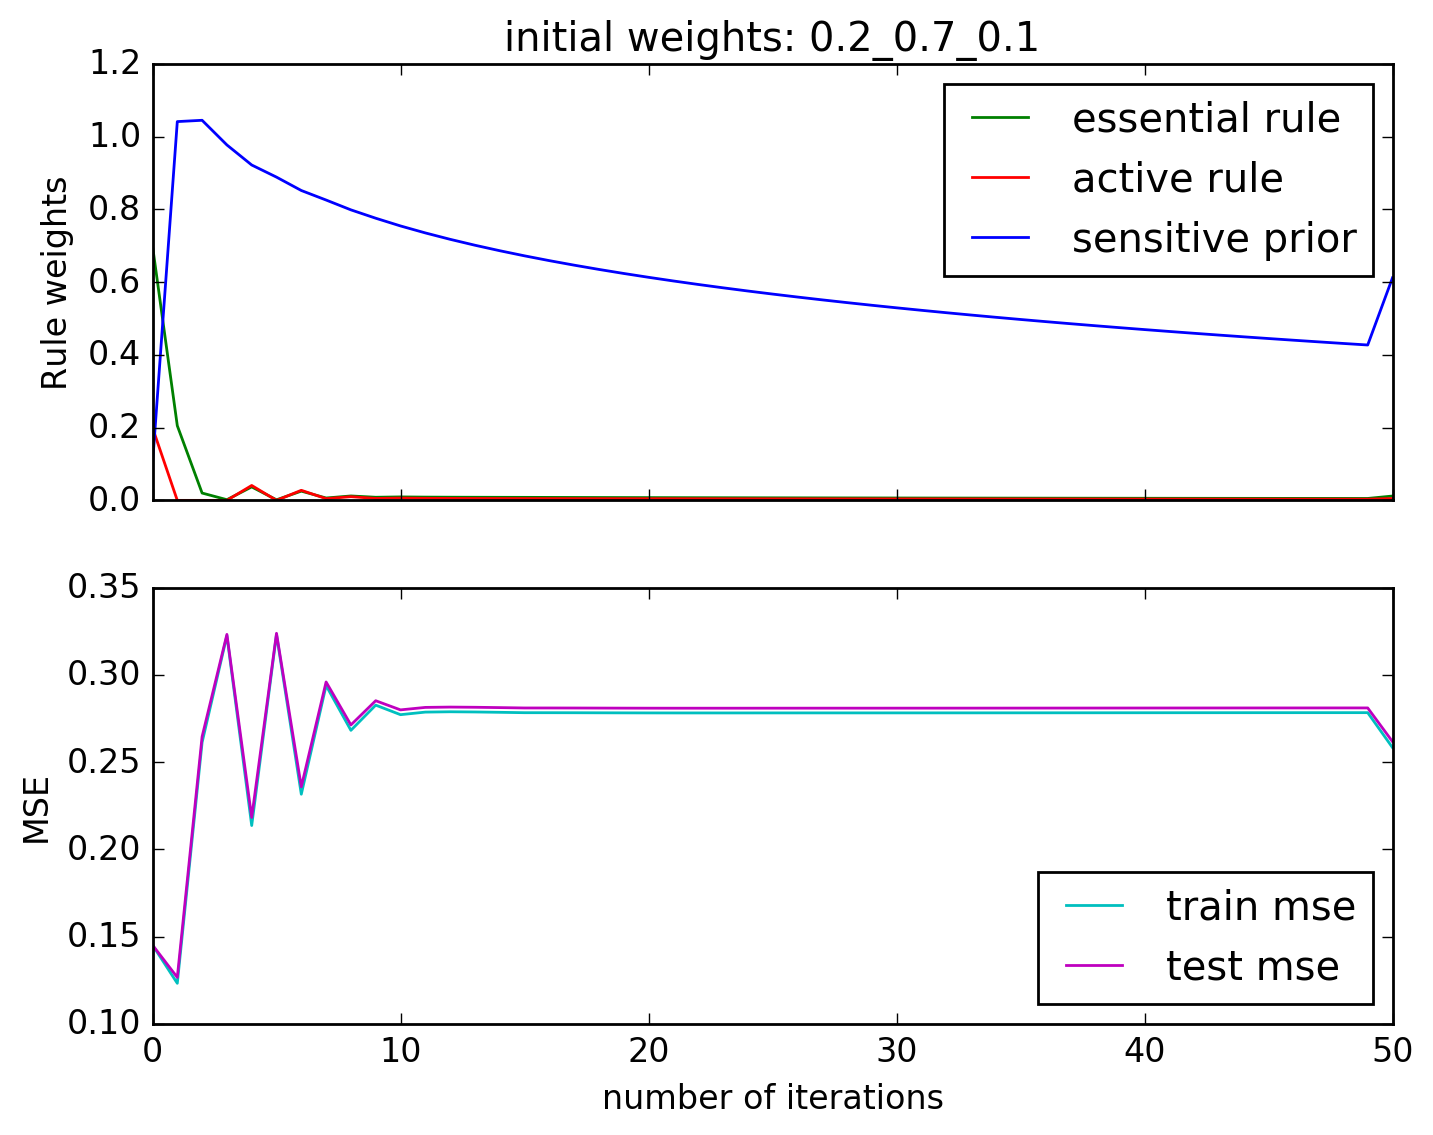 initial weights: 0.2_0.7_0.1
1.2
1.0
0.8
0.6
0.4
0.2
0.0
Rule weights
essential rule
active rule
sensitive prior
0.35
0.30
0.25
0.20
0.15
0.10
MSE
train mse
test mse
0 10 20 30 40 50
number of iterations